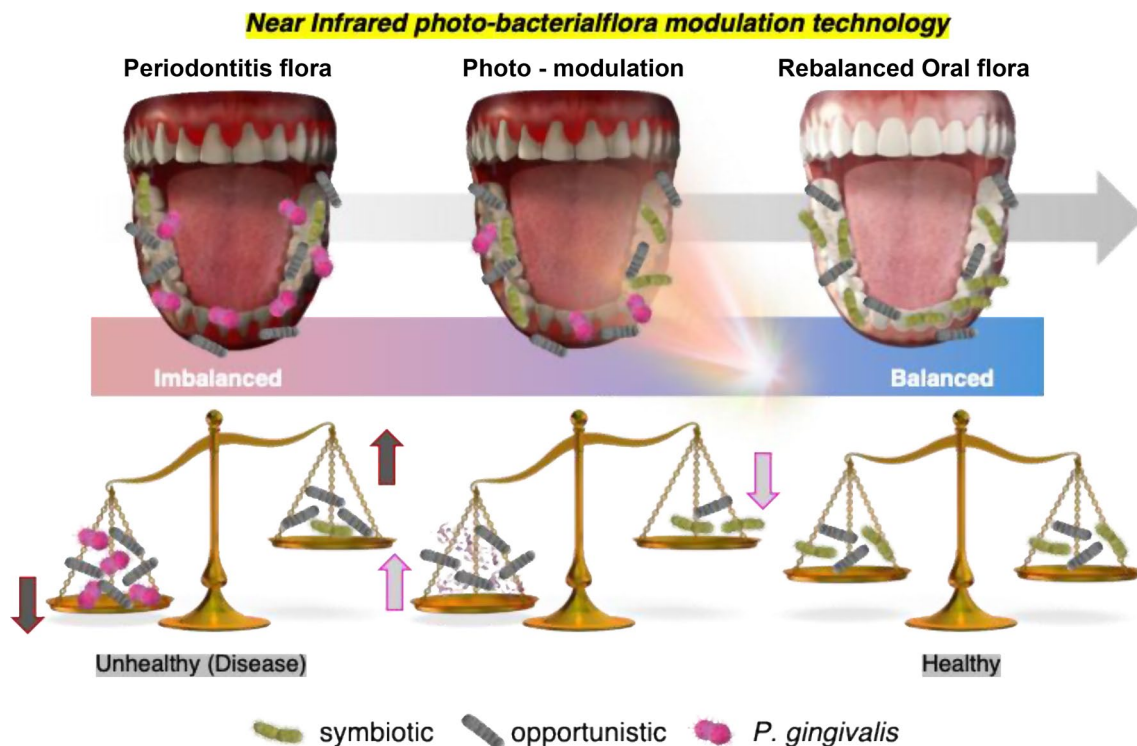 Near Infrared photo-bacterialflora modulation technology
Periodontitis flora
Photo - modulation
Rebalanced Oral flora
Imbalanced
Balanced
Unhealthy (Disease)
Healthy
symbiotic
opportunistic
P. gingivalis